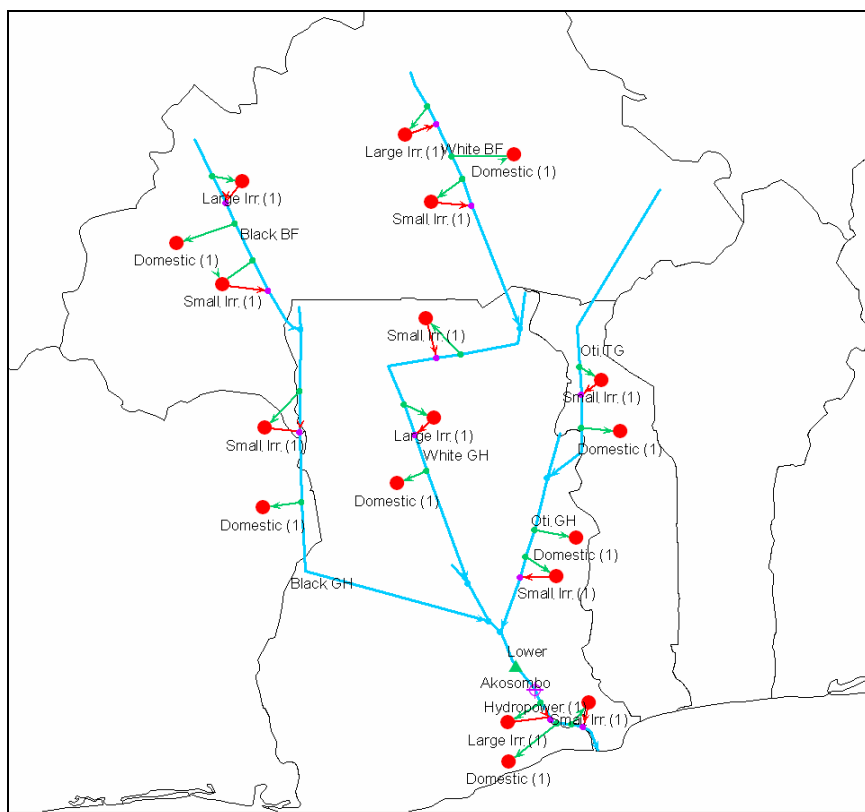 Large Irr. (1)
White BF
Domestic (1)
Large Irr. (1)
Small Irr. (1)
Black BF
Domestic (1)
Small Irr. (1)
Small Irr. (1)
Oti TG
Small Irr. (1)
Small Irr. (1)
Large Irr. (1)
Domestic (1)
White GH
Domestic (1)
Domestic (1)
Oti GH
Domestic (1)
Black GH
Small Irr. (1)
Lower
Akosombo
Hydropower (1)
Small Irr. (1)
Large Irr. (1)
Domestic (1)